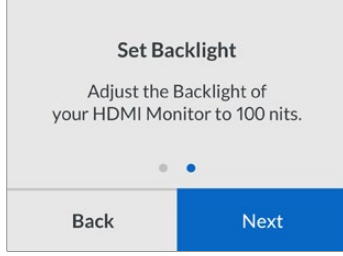 Set Backlight
Adjust the Backlight of
your HDMI Monitor to 100 nits.
Back
Next